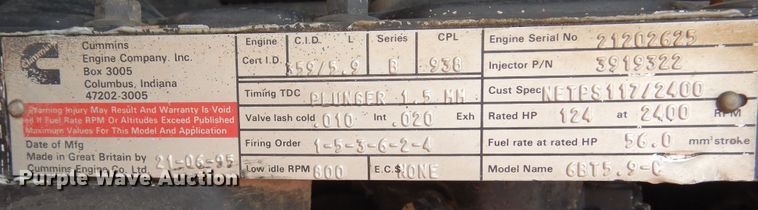 Cummins
Cummins
Engine Company, Inc.
Box 3005
Columbus, Indiana
47202-3005
Warning Injury May Result And Warranty Is Void
ed If Fuel Rate RPM Or Altitudes Exceed Published
Maximum Values For This Model And Application
Date of Mfg
Made in Great Britain by 21-06-95
Cummins Engine Co. Ltd.
Engine C.I.D. L Series CPL
Cert I.D. 359/5.9 B 938
Timing TDC PLUNGER 1.5 MM
Valve lash cold .010 Int .020 Exh
Firing Order 1-5-3-6-2-4
Low idle RPM 800 E.C.S NONE
Engine Serial No 21202625
Injector P/N 3919322
Cust Spec NETPS117/2400
Rated HP 124 at 2400 RPM
Fuel rate at rated HP 56.0 mm³stroke
Model Name 6BT5.9-C
Purple Wave Auction